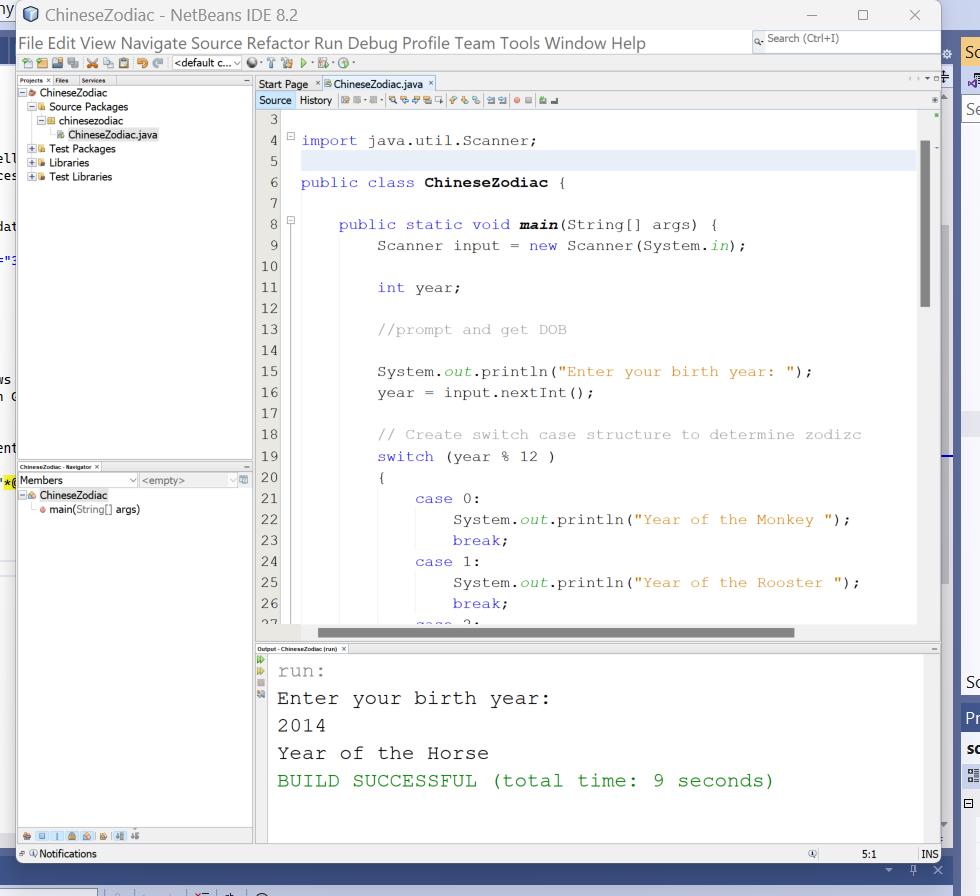 ChineseZodiac - NetBeans IDE 8.2
File Edit View Navigate Source Refactor Run Debug Profile Team Tools Window Help
Search (Ctrl+I)
<default c...
Projects Files Services
ChineseZodiac
Source Packages
chinesezodiac
ChineseZodiac.java
Test Packages
Libraries
Test Libraries
ChineseZodiac - Navigator
Members <empty>
ChineseZodiac
main(String[] args)
Start Page ChineseZodiac.java
Source History
3
4 import java.util.Scanner;
5
6 public class ChineseZodiac {
7
8 public static void main(String[] args) {
9 Scanner input = new Scanner(System.in);
10
11 int year;
12
13 //prompt and get DOB
14
15 System.out.println("Enter your birth year: ");
16 year = input.nextInt();
17
18 // Create switch case structure to determine zodizc
19 switch (year % 12 )
20 {
21 case 0:
22 System.out.println("Year of the Monkey ");
23 break;
24 case 1:
25 System.out.println("Year of the Rooster ");
26 break;
27 case 2:
Output - ChineseZodiac (run)
run:
Enter your birth year:
2014
Year of the Horse
BUILD SUCCESSFUL (total time: 9 seconds)
Notifications
5:1 INS